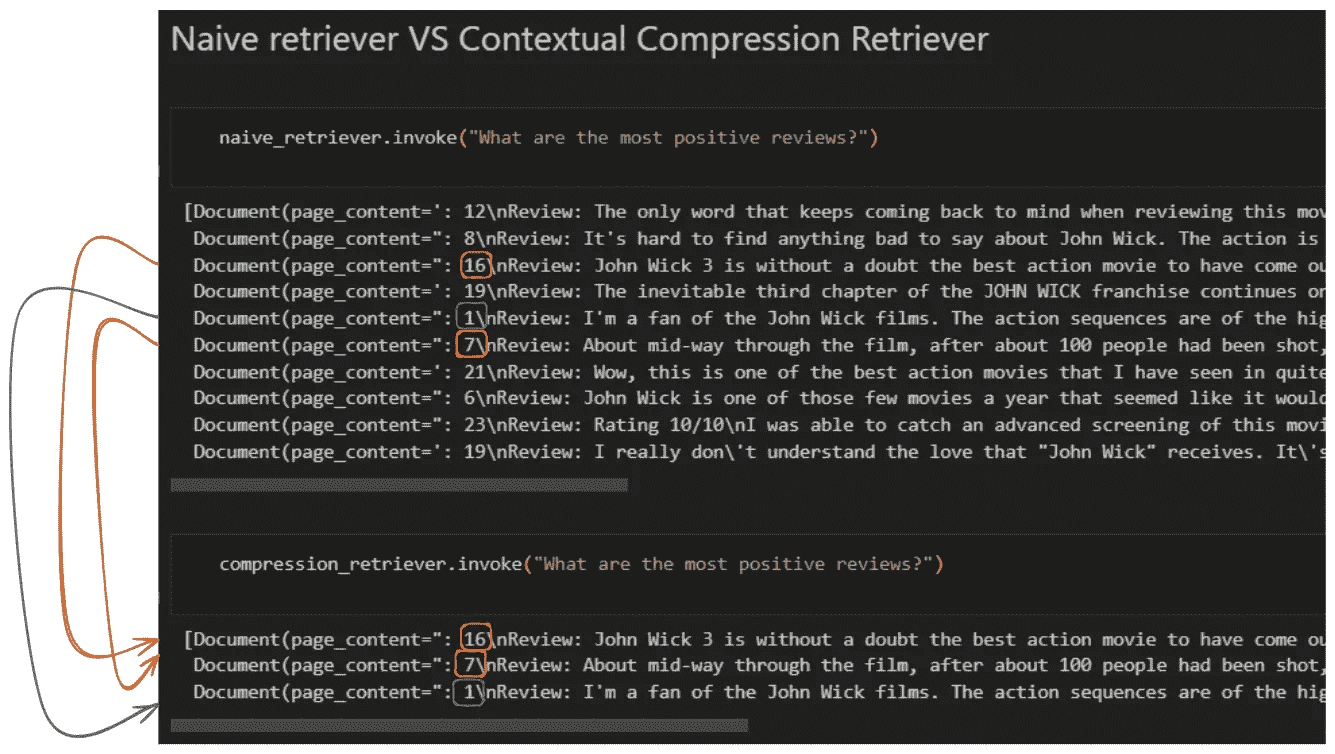 Naive retriever VS Contextual Compression Retriever
naive_retriever.invoke("What are the most positive reviews?")
[Document(page_content=': 12\nReview: The only word that keeps coming back to mind when reviewing this mov
Document(page_content=": 8\nReview: It's hard to find anything bad to say about John Wick. The action is
Document(page_content=": 16\nReview: John Wick 3 is without a doubt the best action movie to have come ou
Document(page_content=': 19\nReview: The inevitable third chapter of the JOHN WICK franchise continues on
Document(page_content=": 1\nReview: I'm a fan of the John Wick films. The action sequences are of the hig
Document(page_content=": 7\nReview: About mid-way through the film, after about 100 people had been shot,
Document(page_content=': 21\nReview: Wow, this is one of the best action movies that I have seen in quite
Document(page_content=": 6\nReview: John Wick is one of those few movies a year that seemed like it would
Document(page_content=": 23\nReview: Rating 10/10\nI was able to catch an advanced screening of this movi
Document(page_content=': 19\nReview: I really don\'t understand the love that "John Wick" receives. It\'s
compression_retriever.invoke("What are the most positive reviews?")
[Document(page_content=": 16\nReview: John Wick 3 is without a doubt the best action movie to have come ou
Document(page_content=": 7\nReview: About mid-way through the film, after about 100 people had been shot,
Document(page_content=": 1\nReview: I'm a fan of the John Wick films. The action sequences are of the hig